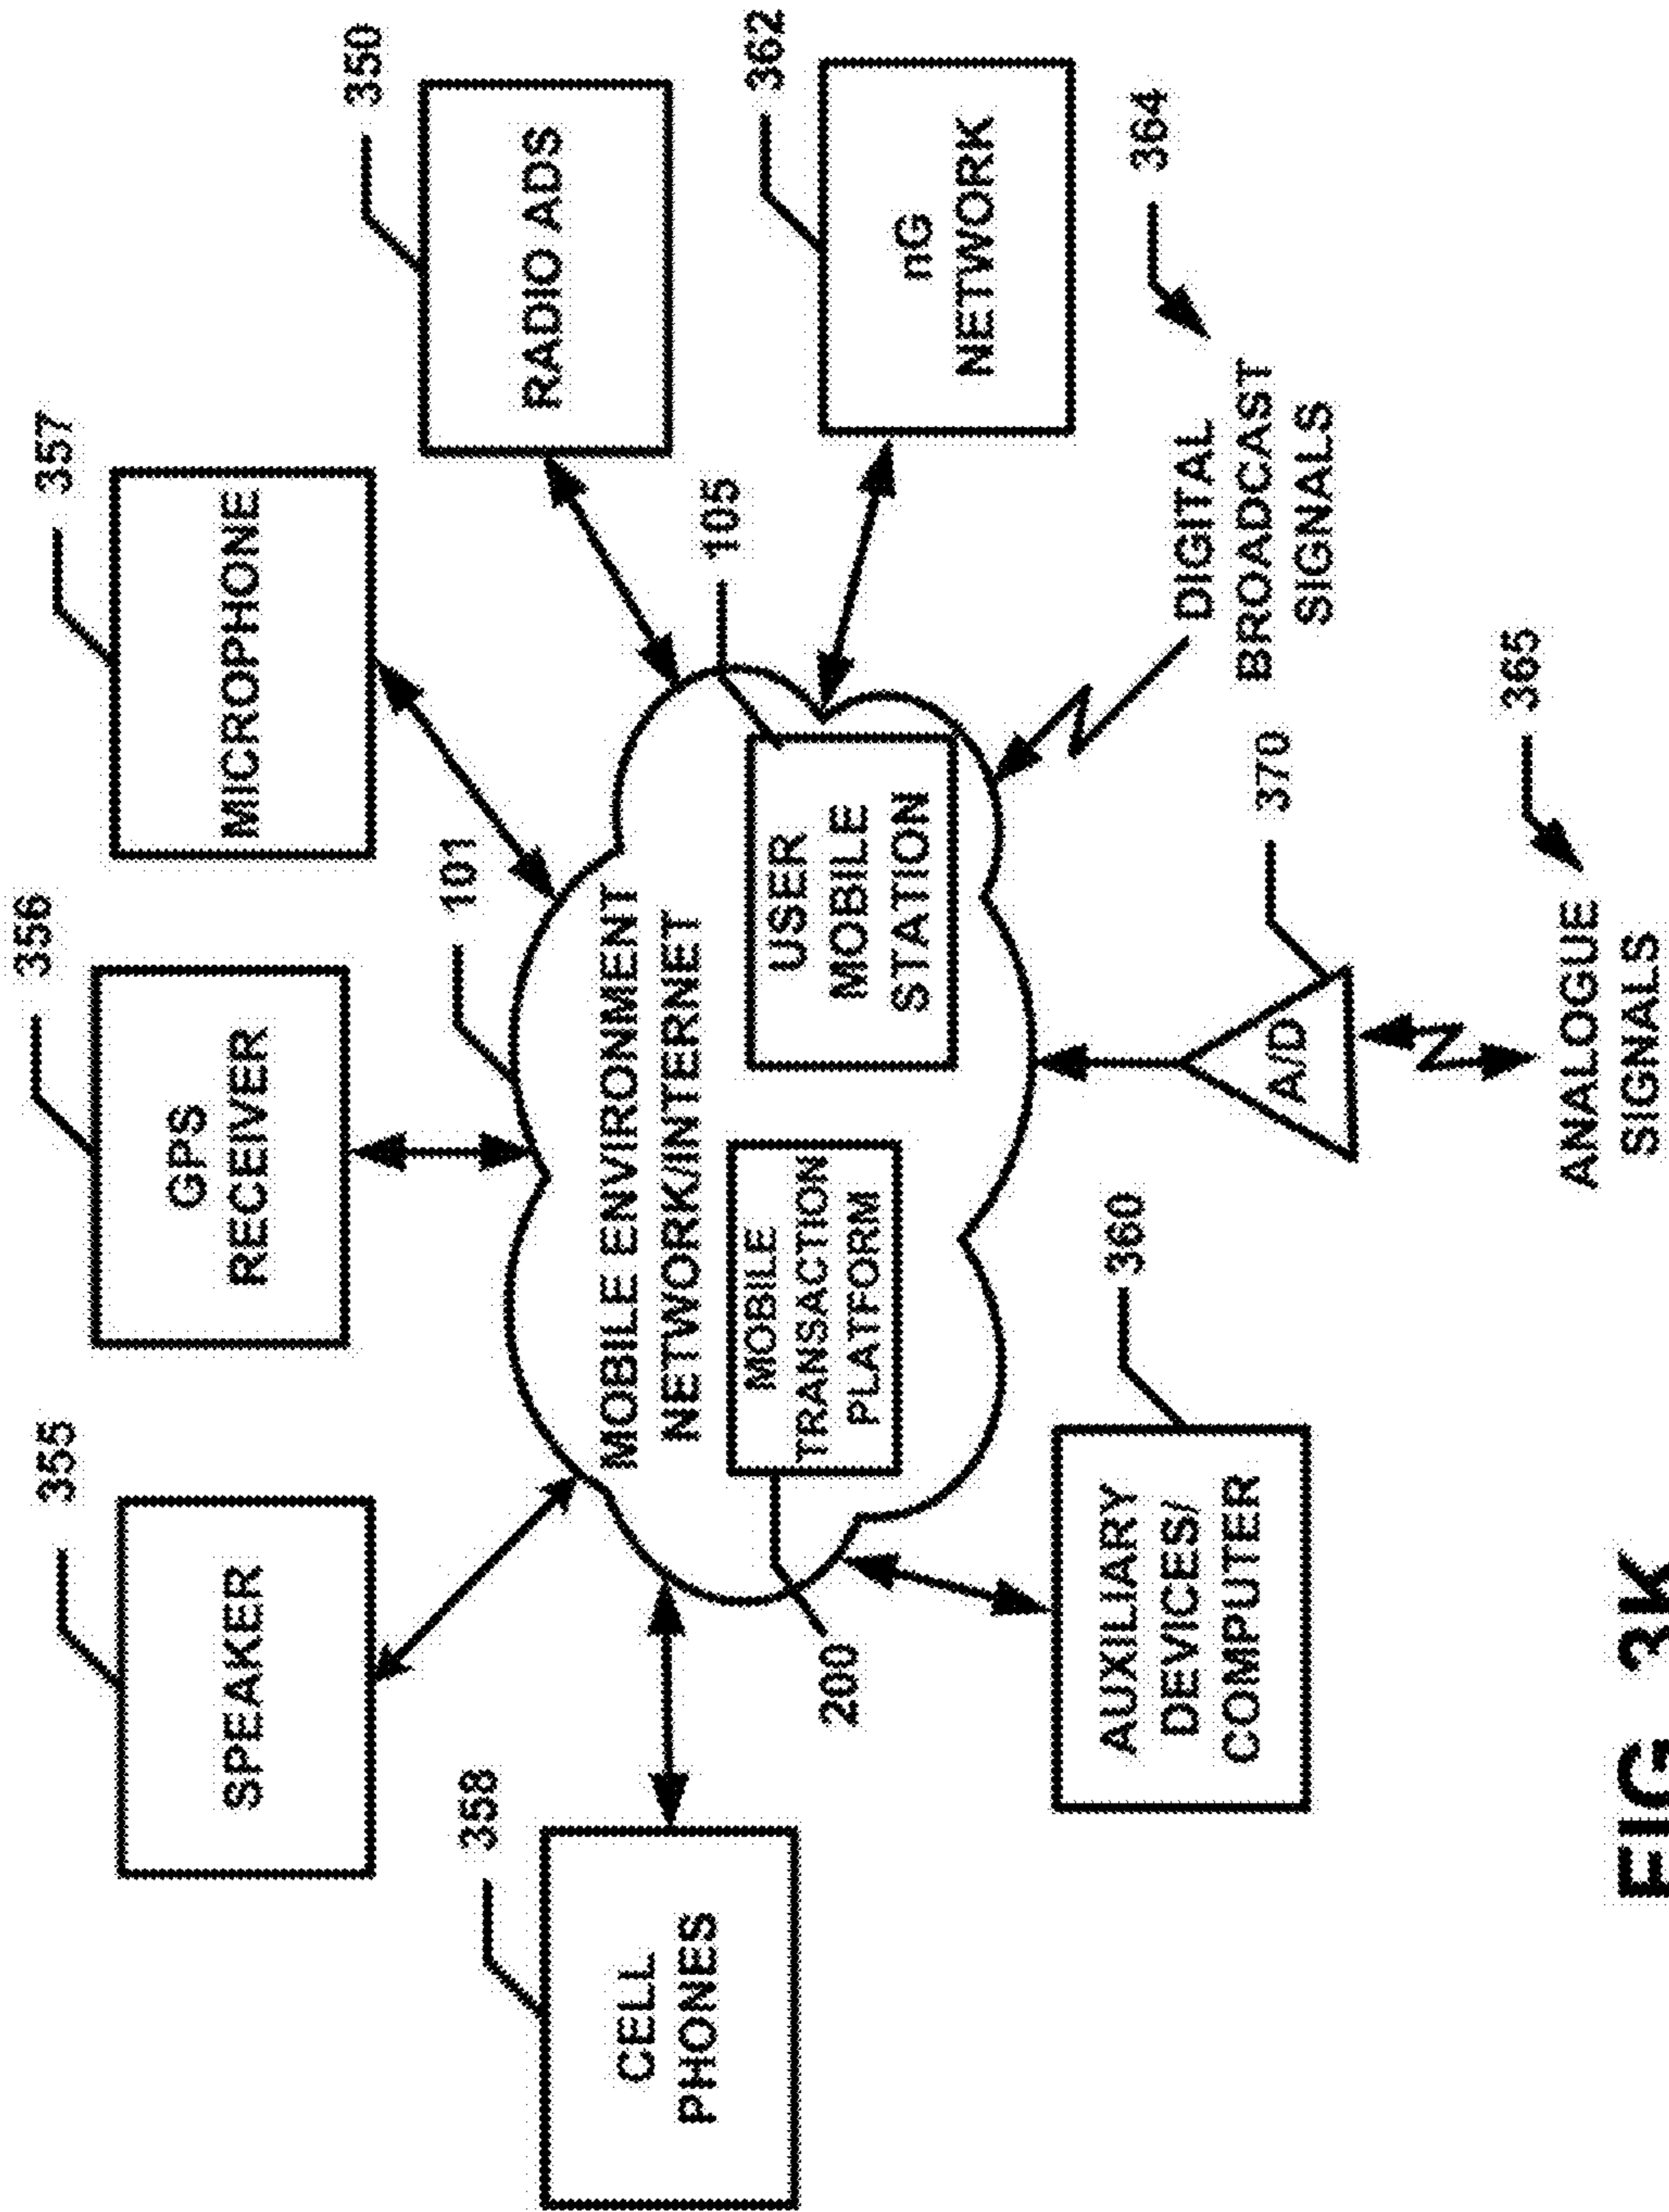 355
SPEAKER
356
GPS
RECEIVER
357
MICROPHONE
350
RADIO ADS
358
CELL
PHONES
101
MOBILE ENVIRONMENT
NETWORK/INTERNET
MOBILE
TRANSACTION
PLATFORM
200
USER
MOBILE
STATION
105
362
nG
NETWORK
AUXILIARY
DEVICES/
COMPUTER
360
A/D
370
DIGITAL
BROADCAST
SIGNALS
364
ANALOGUE
SIGNALS
365
FIG. 3K